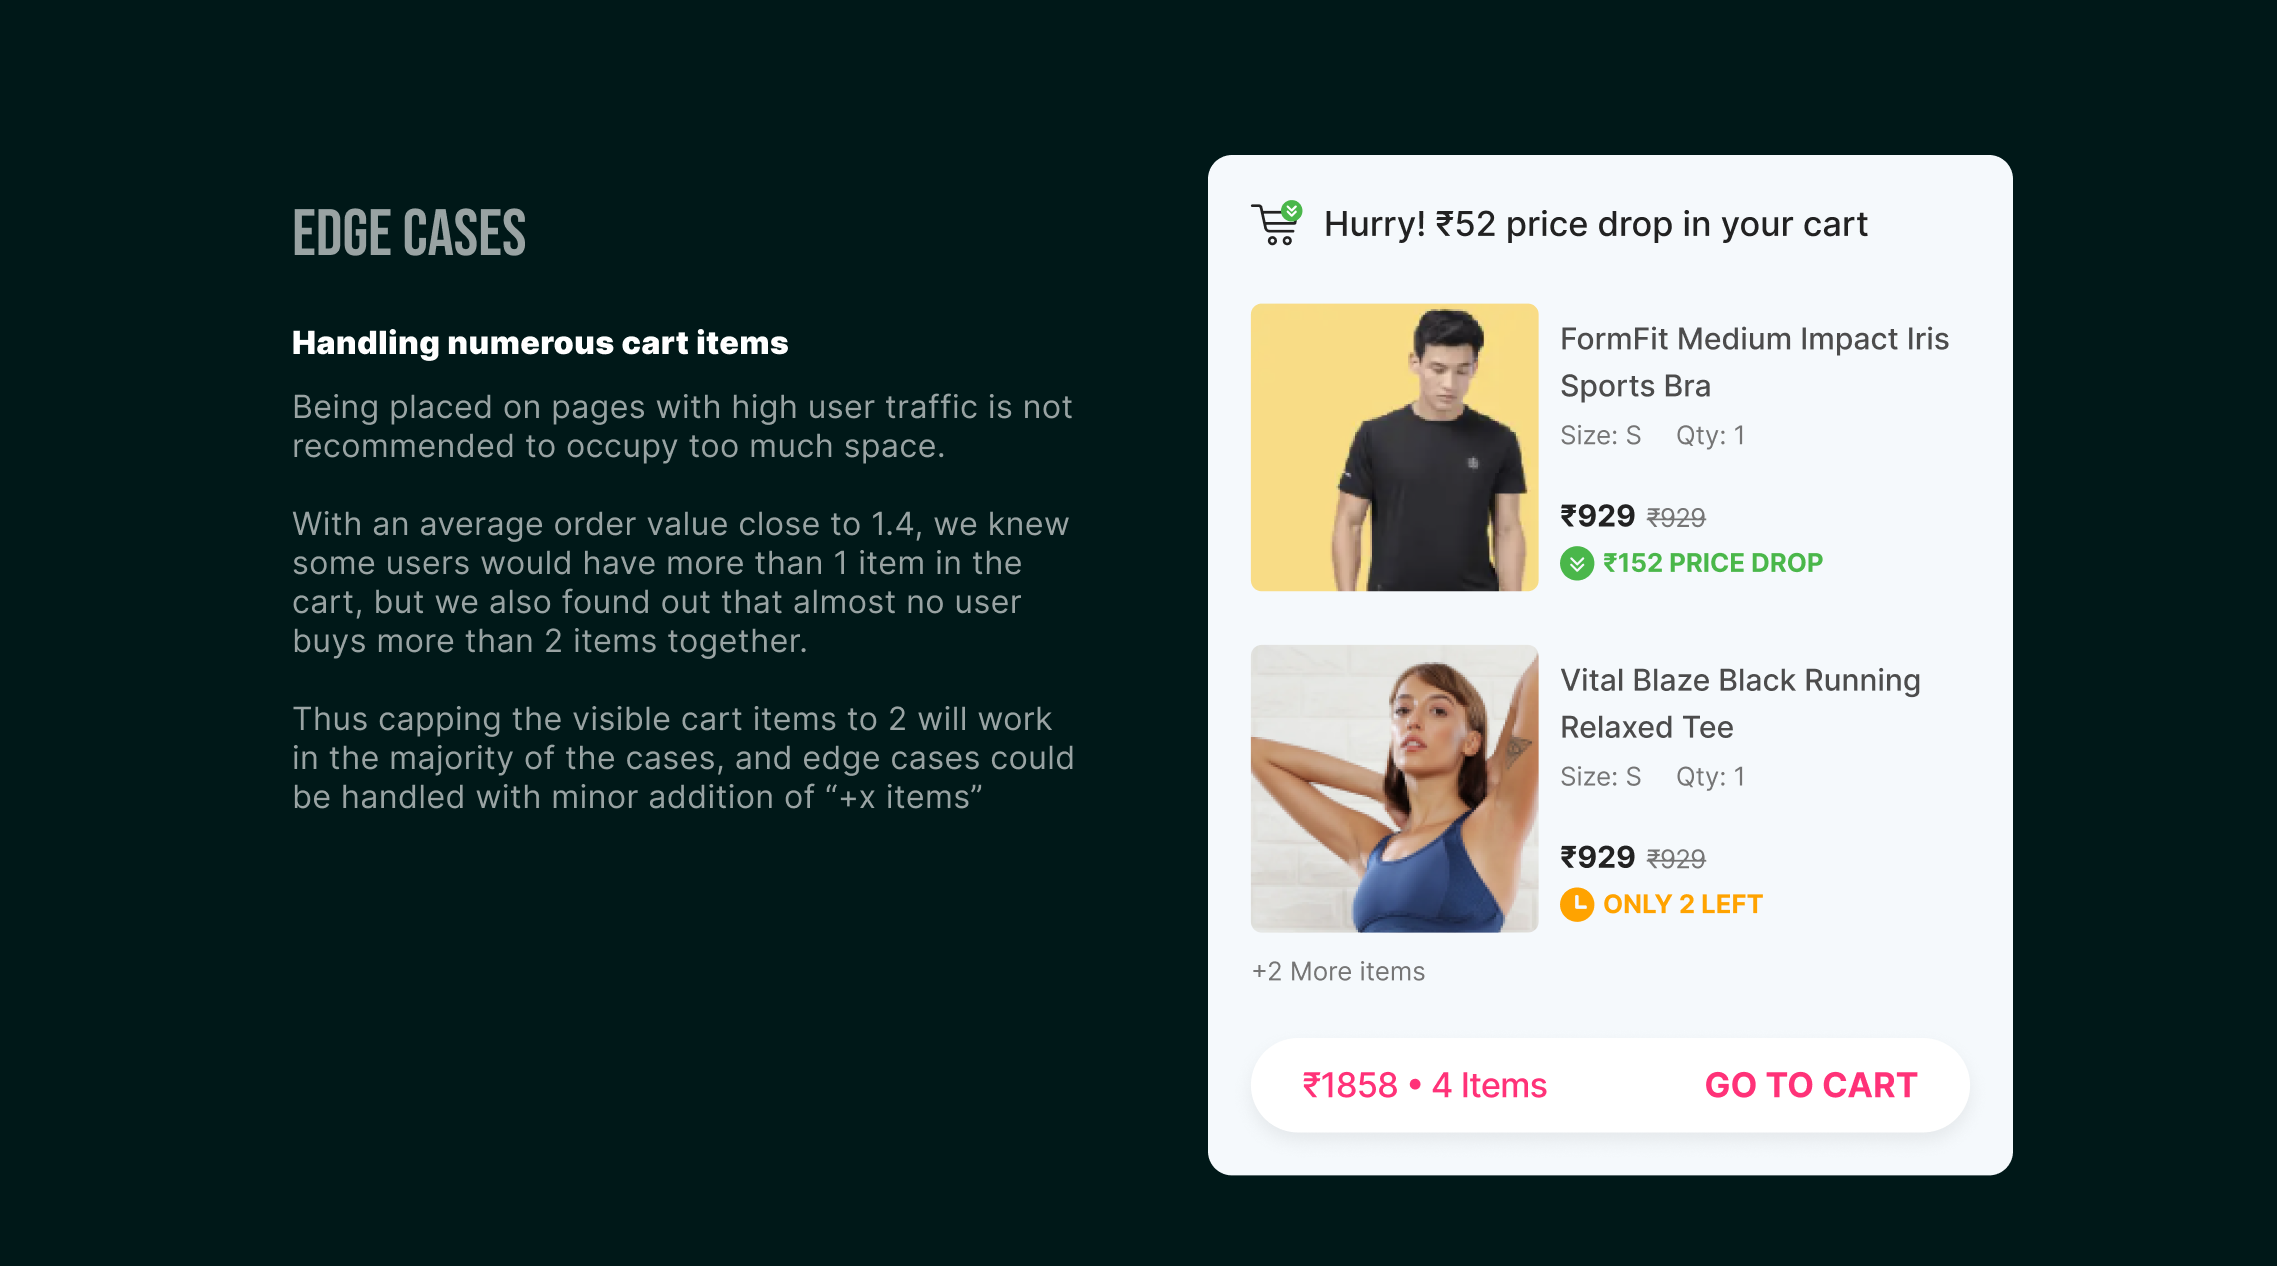 EDGE CASES
Handling numerous cart items
Being placed on pages with high user traffic is not
recommended to occupy too much space.
With an average order value close to 1.4, we knew
some users would have more than 1 item in the
cart, but we also found out that almost no user
buys more than 2 items together.
Thus capping the visible cart items to 2 will work
in the majority of the cases, and edge cases could
be handled with minor addition of “+x items”
Hurry! ₹52 price drop in your cart
FormFit Medium Impact Iris
Sports Bra
Size: S Qty: 1
₹929 ₹929
₹152 PRICE DROP
Vital Blaze Black Running
Relaxed Tee
Size: S Qty: 1
₹929 ₹929
ONLY 2 LEFT
+2 More items
₹1858 • 4 Items GO TO CART